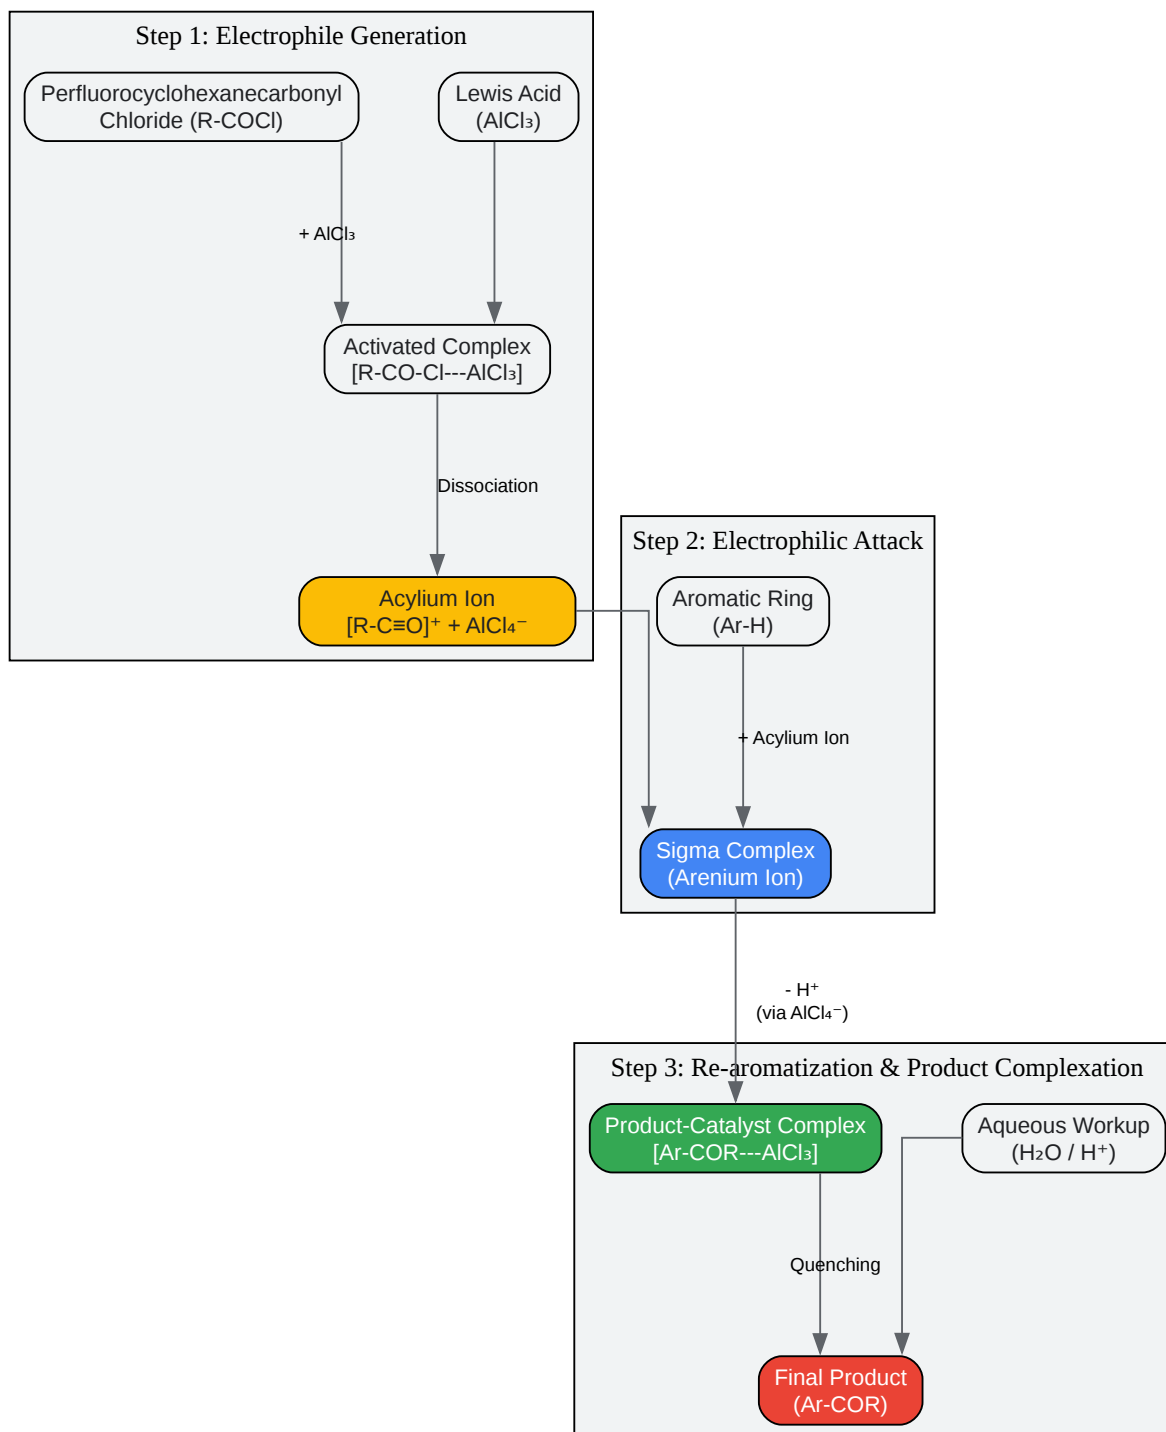 Step 1: Electrophile Generation
Perfluorocyclohexanecarbonyl
Chloride (R-COCl)
Lewis Acid
(AlCl₃)
+ AlCl₃
Activated Complex
[R-CO-Cl---AlCl₃]
Dissociation
Acylium Ion
[R-C≡O]⁺ + AlCl₄⁻
Step 2: Electrophilic Attack
Aromatic Ring
(Ar-H)
+ Acylium Ion
Sigma Complex
(Arenium Ion)
- H⁺
(via AlCl₄⁻)
Step 3: Re-aromatization & Product Complexation
Product-Catalyst Complex
[Ar-COR---AlCl₃]
Aqueous Workup
(H₂O / H⁺)
Quenching
Final Product
(Ar-COR)